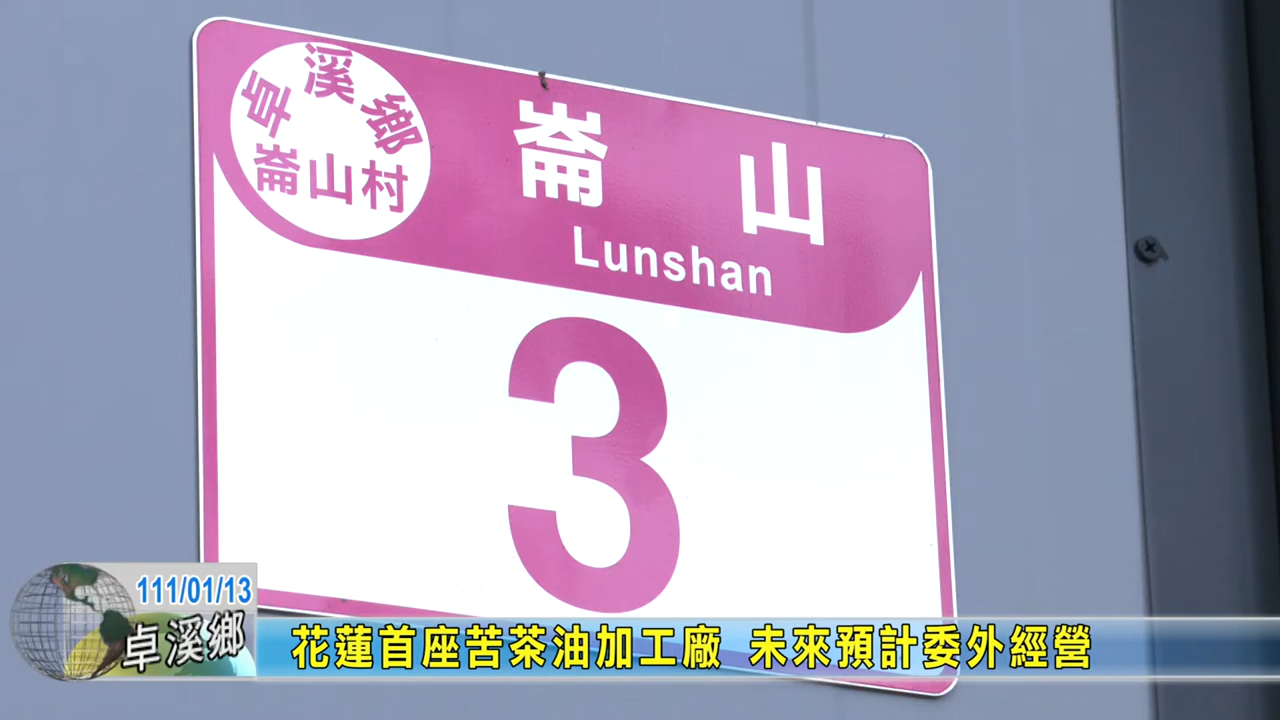 卓溪鄉
崙山村
崙山
Lunshan
3
111/01/13
卓溪鄉
花蓮首座苦茶油加工廠 未來預計委外經營